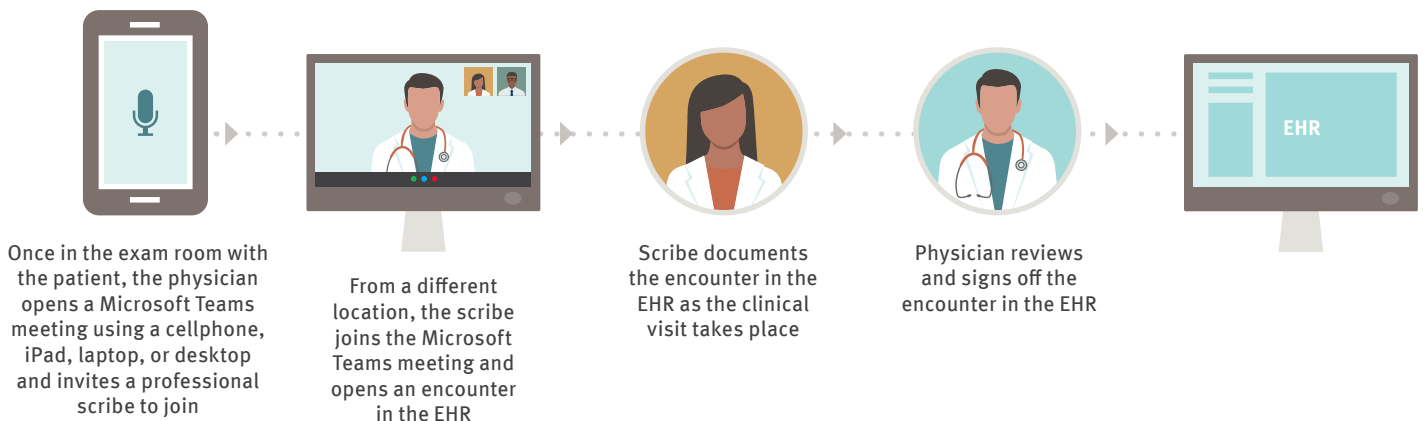 Once in the exam room with
the patient, the physician
opens a Microsoft Teams
meeting using a cellphone,
iPad, laptop, or desktop
and invites a professional
scribe to join
From a different
location, the scribe
joins the Microsoft
Teams meeting and
opens an encounter
in the EHR
Scribe documents
the encounter in the
EHR as the clinical
visit takes place
Physician reviews
and signs off the
encounter in the EHR
EHR